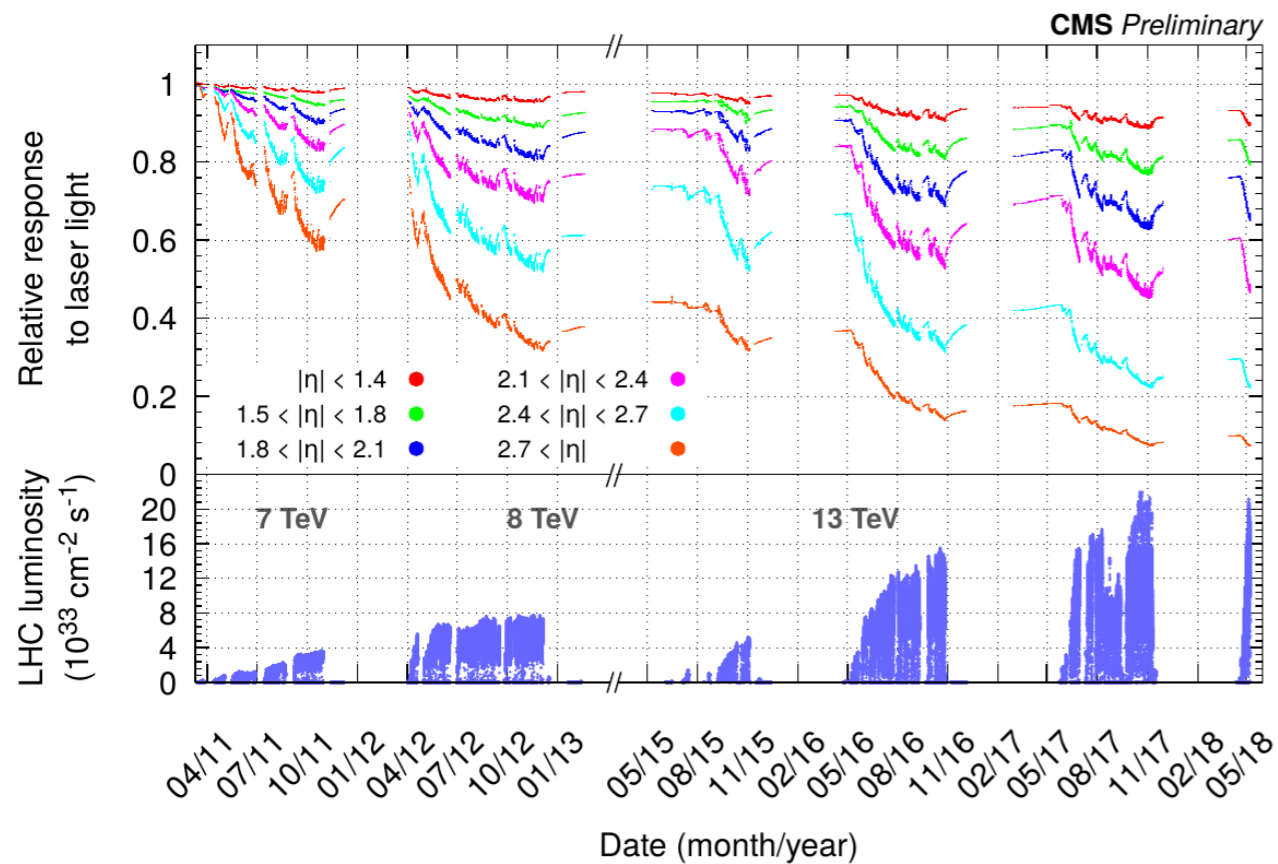 CMS Preliminary
Relative response
to laser light
1
0.8
0.6
0.4
0.2
0
|η| < 1.4
1.5 < |η| < 1.8
1.8 < |η| < 2.1
2.1 < |η| < 2.4
2.4 < |η| < 2.7
2.7 < |η|
LHC luminosity
(10³³ cm⁻² s⁻¹)
20
16
12
8
4
0
7 TeV
8 TeV
13 TeV
04/11
07/11
10/11
01/12
04/12
07/12
10/12
01/13
05/15
08/15
11/15
02/16
05/16
08/16
11/16
02/17
05/17
08/17
11/17
02/18
05/18
Date (month/year)